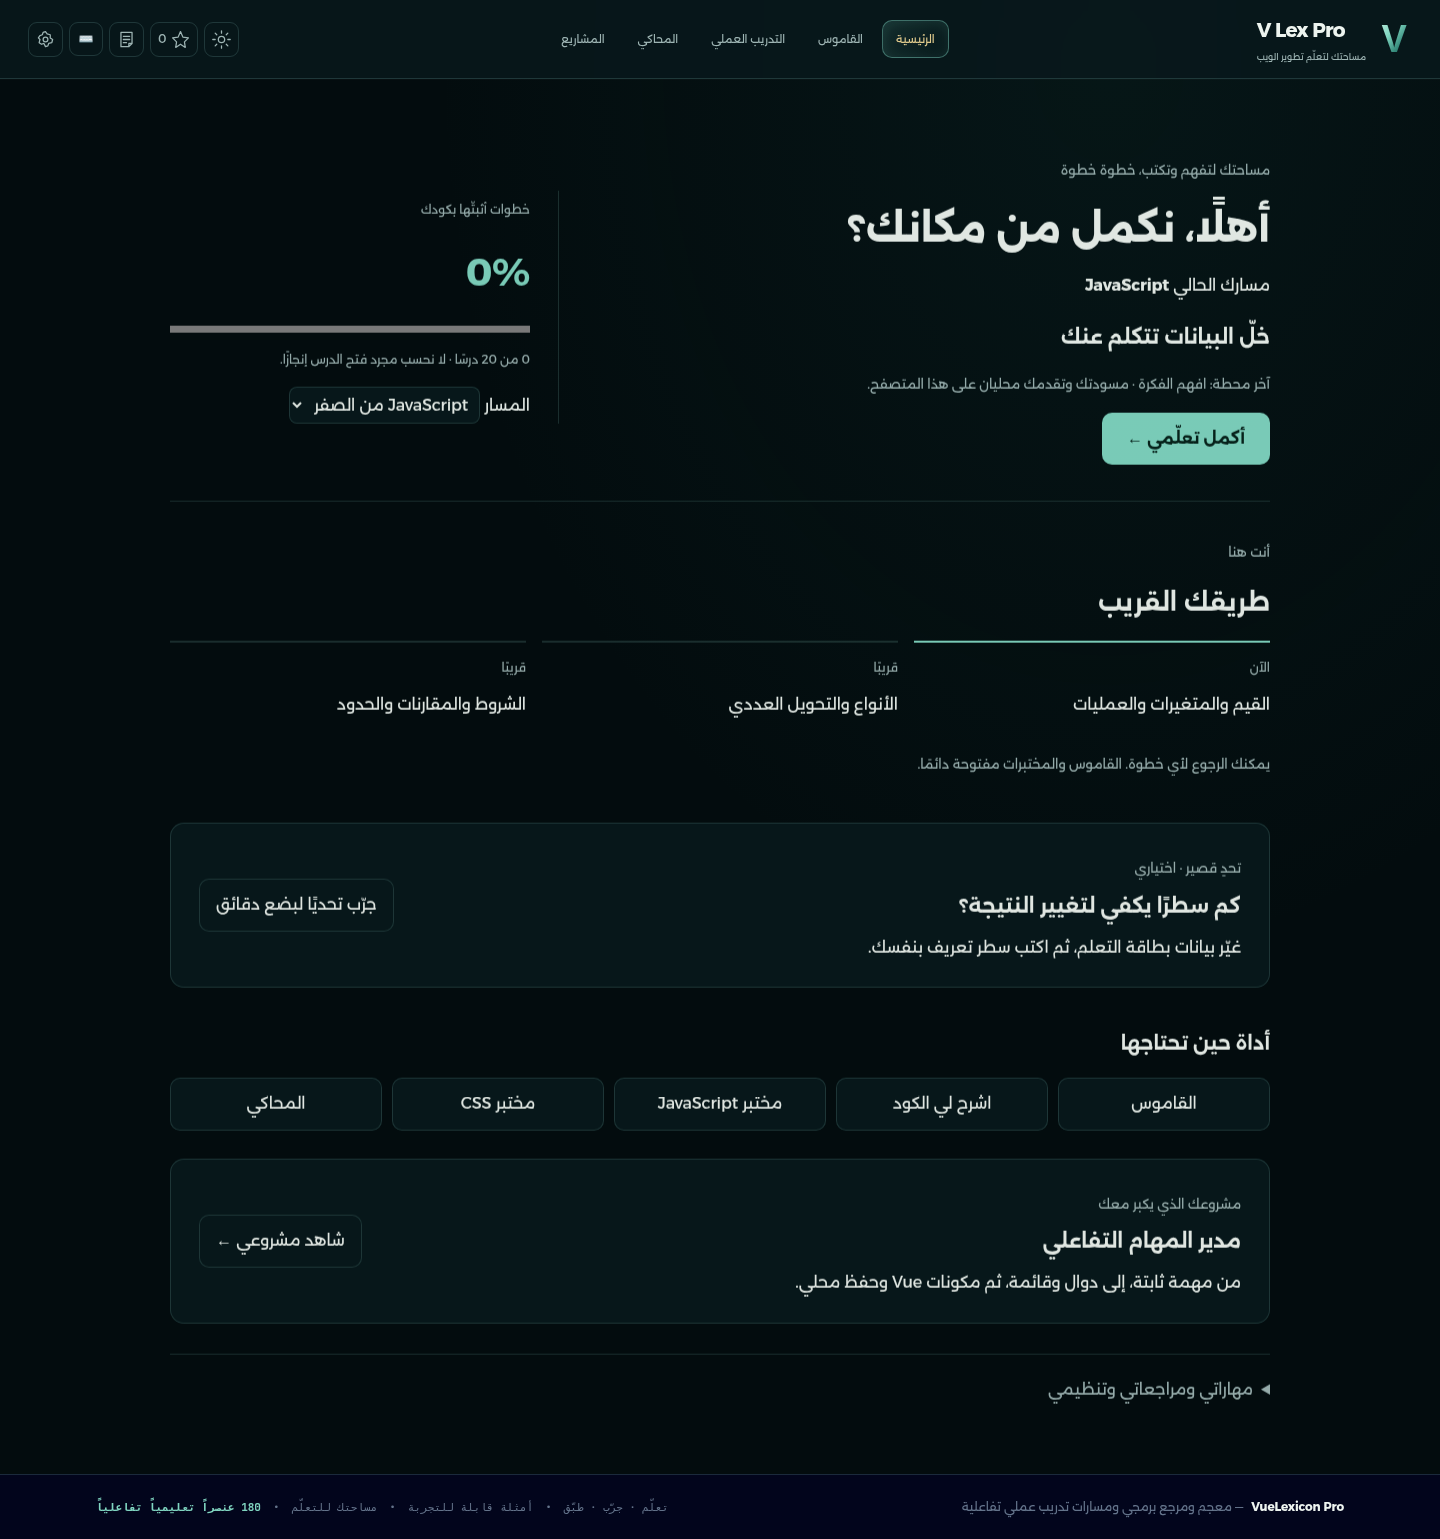 V
V Lex Pro
مساحتك لتعلّم تطوير الويب
الرئيسية
القاموس
التدريب العملي
المحاكي
المشاريع
0
مساحتك لتفهم وتكتب، خطوة خطوة
أهلًا، نكمل من مكانك؟
مسارك الحالي JavaScript
خلّ البيانات تتكلم عنك
آخر محطة: افهم الفكرة · مسودتك وتقدمك محليان على هذا المتصفح.
أكمل تعلّمي ←
خطوات أثبتّها بكودك
0%
0 من 20 درسًا · لا نحسب مجرد فتح الدرس إنجازًا.
المسار JavaScript من الصفر
أنت هنا
طريقك القريب
الآن
القيم والمتغيرات والعمليات
قريبًا
الأنواع والتحويل العددي
قريبًا
الشروط والمقارنات والحدود
يمكنك الرجوع لأي خطوة. القاموس والمختبرات مفتوحة دائمًا.
تحدٍ قصير · اختياري
كم سطرًا يكفي لتغيير النتيجة؟
غيّر بيانات بطاقة التعلم، ثم اكتب سطر تعريف بنفسك.
جرّب تحديًا لبضع دقائق
أداة حين تحتاجها
القاموس
اشرح لي الكود
مختبر JavaScript
مختبر CSS
المحاكي
مشروعك الذي يكبر معك
مدير المهام التفاعلي
من مهمة ثابتة، إلى دوال وقائمة، ثم مكونات Vue وحفظ محلي.
شاهد مشروعي ←
مهاراتي ومراجعاتي وتنظيمي
VueLexicon Pro — معجم ومرجع برمجي ومسارات تدريب عملي تفاعلية
تعلّم · جرّب · طبّق • أمثلة قابلة للتجربة • مساحتك للتعلّم • 180 عنصراً تعليمياً تفاعلياً